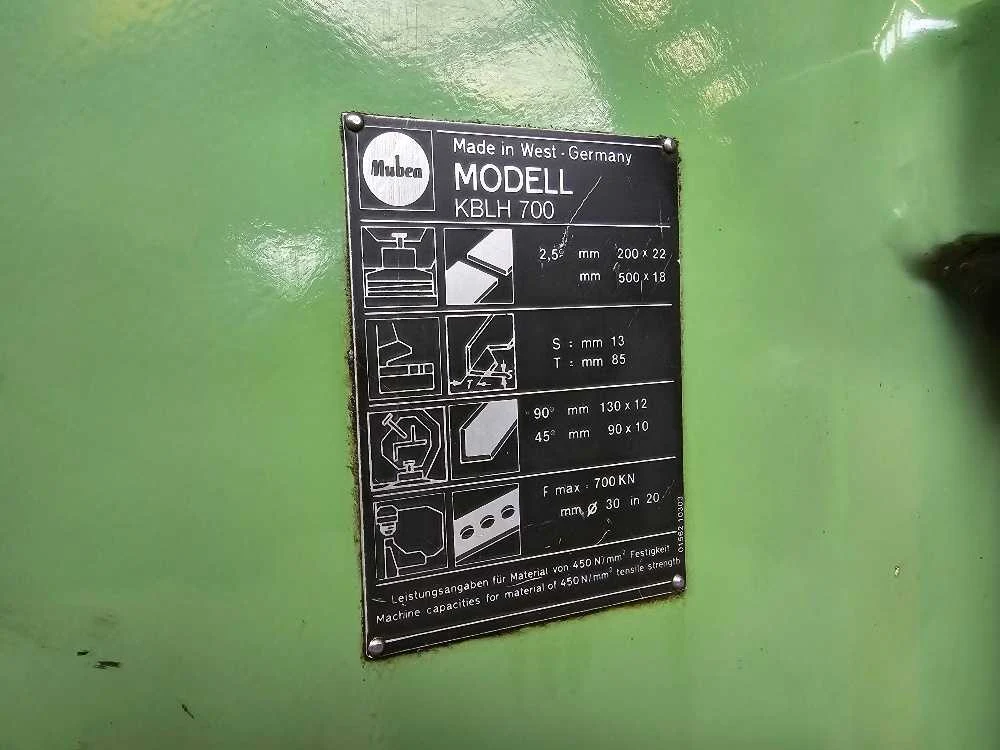 Mubea
Made in West - Germany
MODELL
KBLH 700
2,5° mm 200 x 22
mm 500 x 18
S : mm 13
T : mm 85
T S
90° mm 130 x 12
45° mm 90 x 10
F max : 700 KN
mm Ø 30 in 20
01562 10303
Leistungsangaben für Material von 450 N/mm² Festigkeit
Machine capacities for material of 450 N/mm² tensile strength